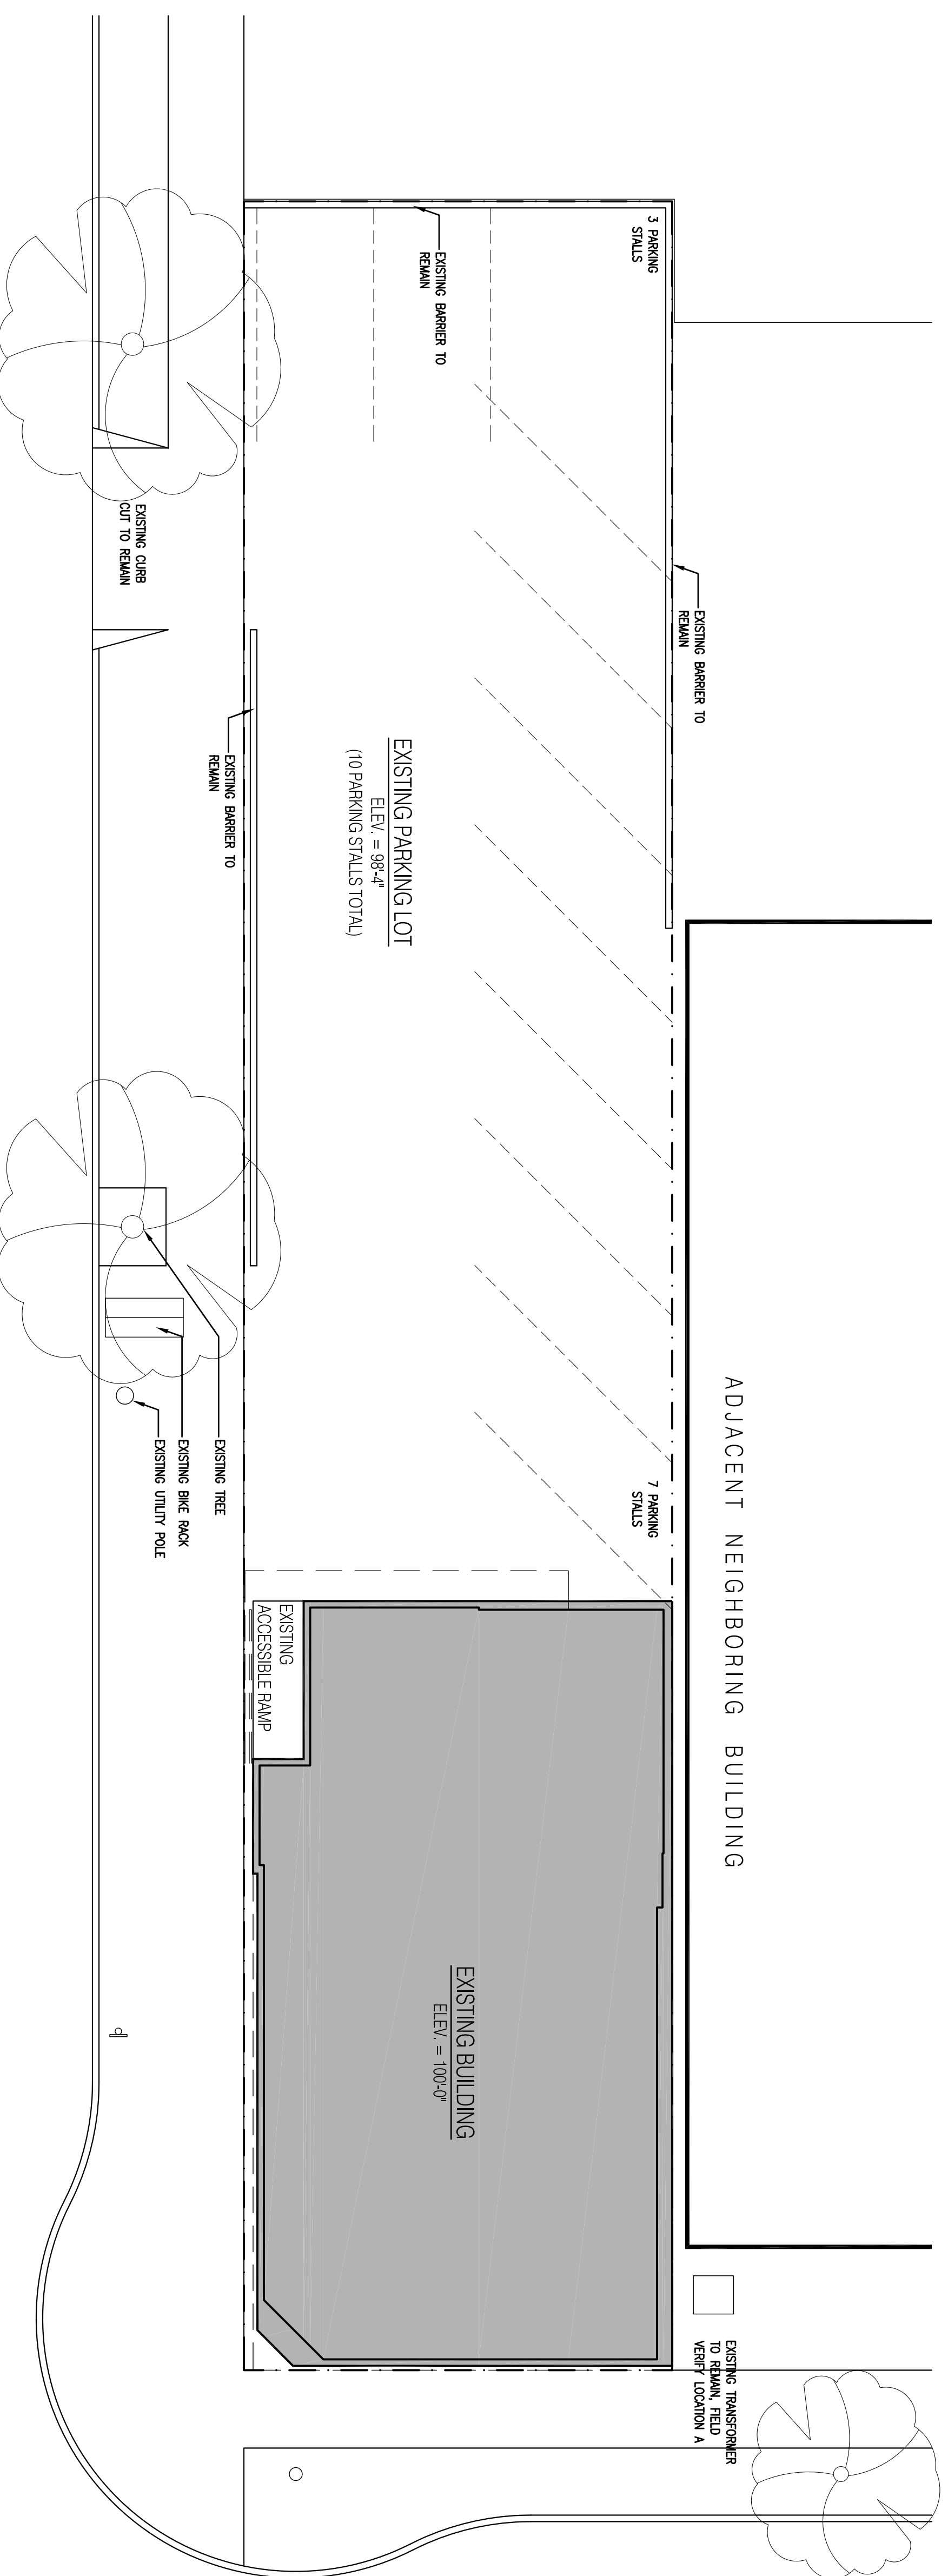 3 PARKING
STALLS
EXISTING BARRIER TO
REMAIN
EXISTING CURB
CUT TO REMAIN
EXISTING BARRIER TO
REMAIN
EXISTING BARRIER TO
REMAIN
EXISTING PARKING LOT
ELEV. = 98'-4"
(10 PARKING STALLS TOTAL)
ADJACENT NEIGHBORING BUILDING
7 PARKING
STALLS
EXISTING TREE
EXISTING BIKE RACK
EXISTING UTILITY POLE
EXISTING
ACCESSIBLE RAMP
EXISTING BUILDING
ELEV. = 100'-0"
EXISTING TRANSFORMER
TO REMAIN, FIELD
VERIFY LOCATION A